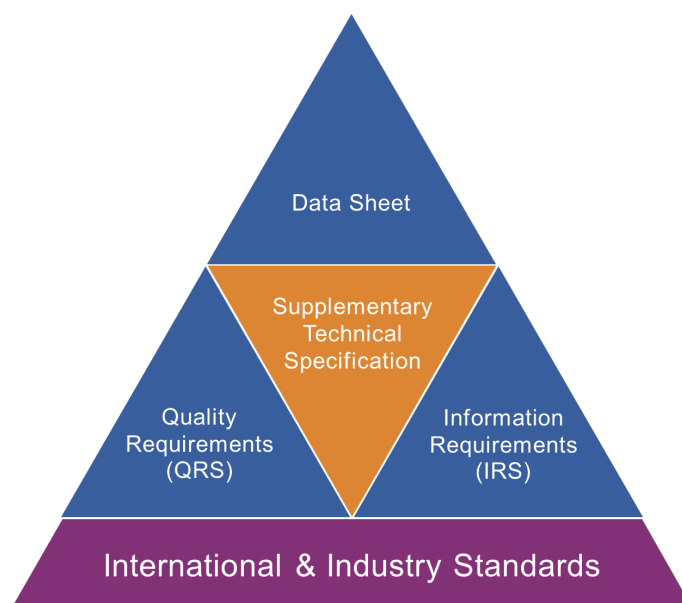 Data Sheet
Supplementary
Technical
Specification
Quality
Requirements
(QRS)
Information
Requirements
(IRS)
International & Industry Standards